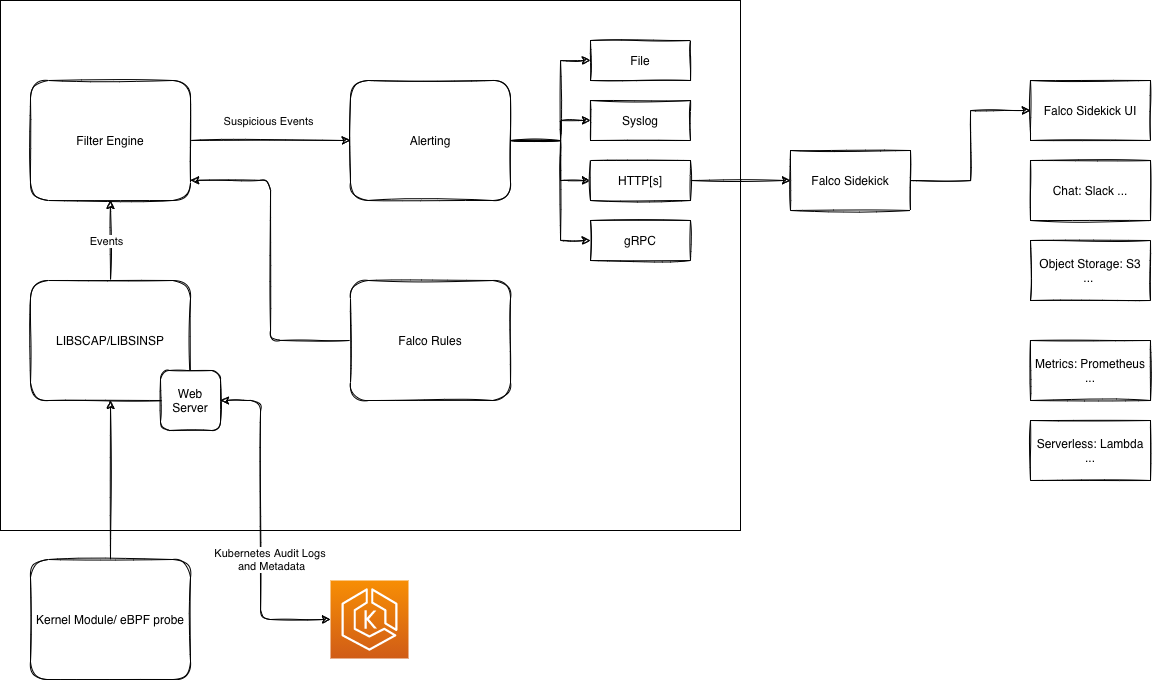 File
Filter Engine
Suspicious Events
Alerting
Syslog
HTTP[s]
gRPC
Falco Sidekick
Falco Sidekick UI
Chat: Slack ...
Object Storage: S3
...
Metrics: Prometheus
...
Serverless: Lambda
...
Events
LIBSCAP/LIBSINSP
Falco Rules
Web
Server
Kubernetes Audit Logs
and Metadata
Kernel Module/ eBPF probe
K